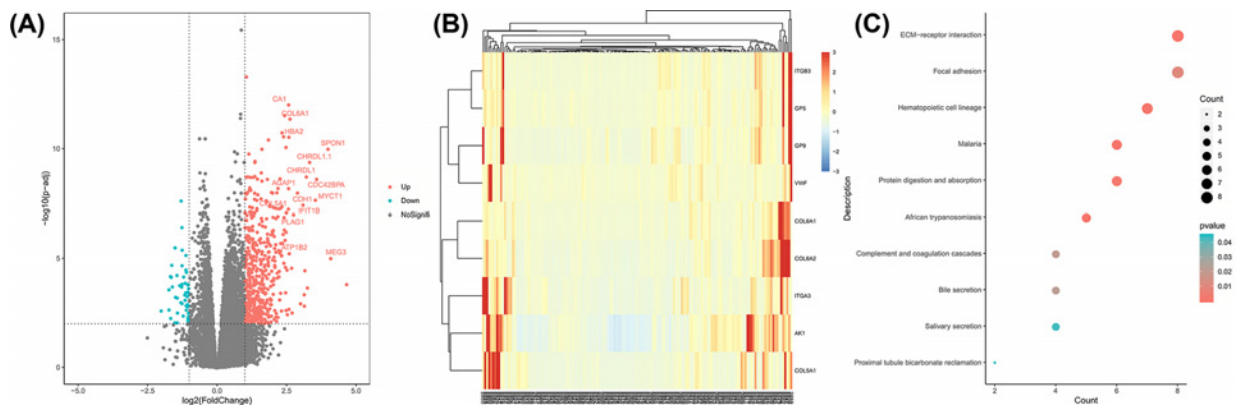 (A)
15
10
5
0
-log10(p-adj)
-5.0
-2.5
0.0
2.5
5.0
log2(FoldChange)
CA1
COL6A1
HBA2
SPON1
CHRDL1.1
CHRDL1
AQAP1
CDC42BPA
CDH1
MYCT1
IFIT1B
PLAG1
ATP1B2
MEG3
Up
Down
NoSignifi
(B)
ITGB3
GP5
GP9
VWF
COL6A1
COL6A2
ITGA3
AK1
COL5A1
3
2
1
0
-1
-2
-3
(C)
Description
ECM-receptor interaction
Focal adhesion
Hematopoietic cell lineage
Malaria
Protein digestion and absorption
African trypanosomiasis
Complement and coagulation cascades
Bile secretion
Salivary secretion
Proximal tubule bicarbonate reclamation
2
4
6
8
Count
Count
2
3
4
5
6
7
8
pvalue
0.04
0.03
0.02
0.01